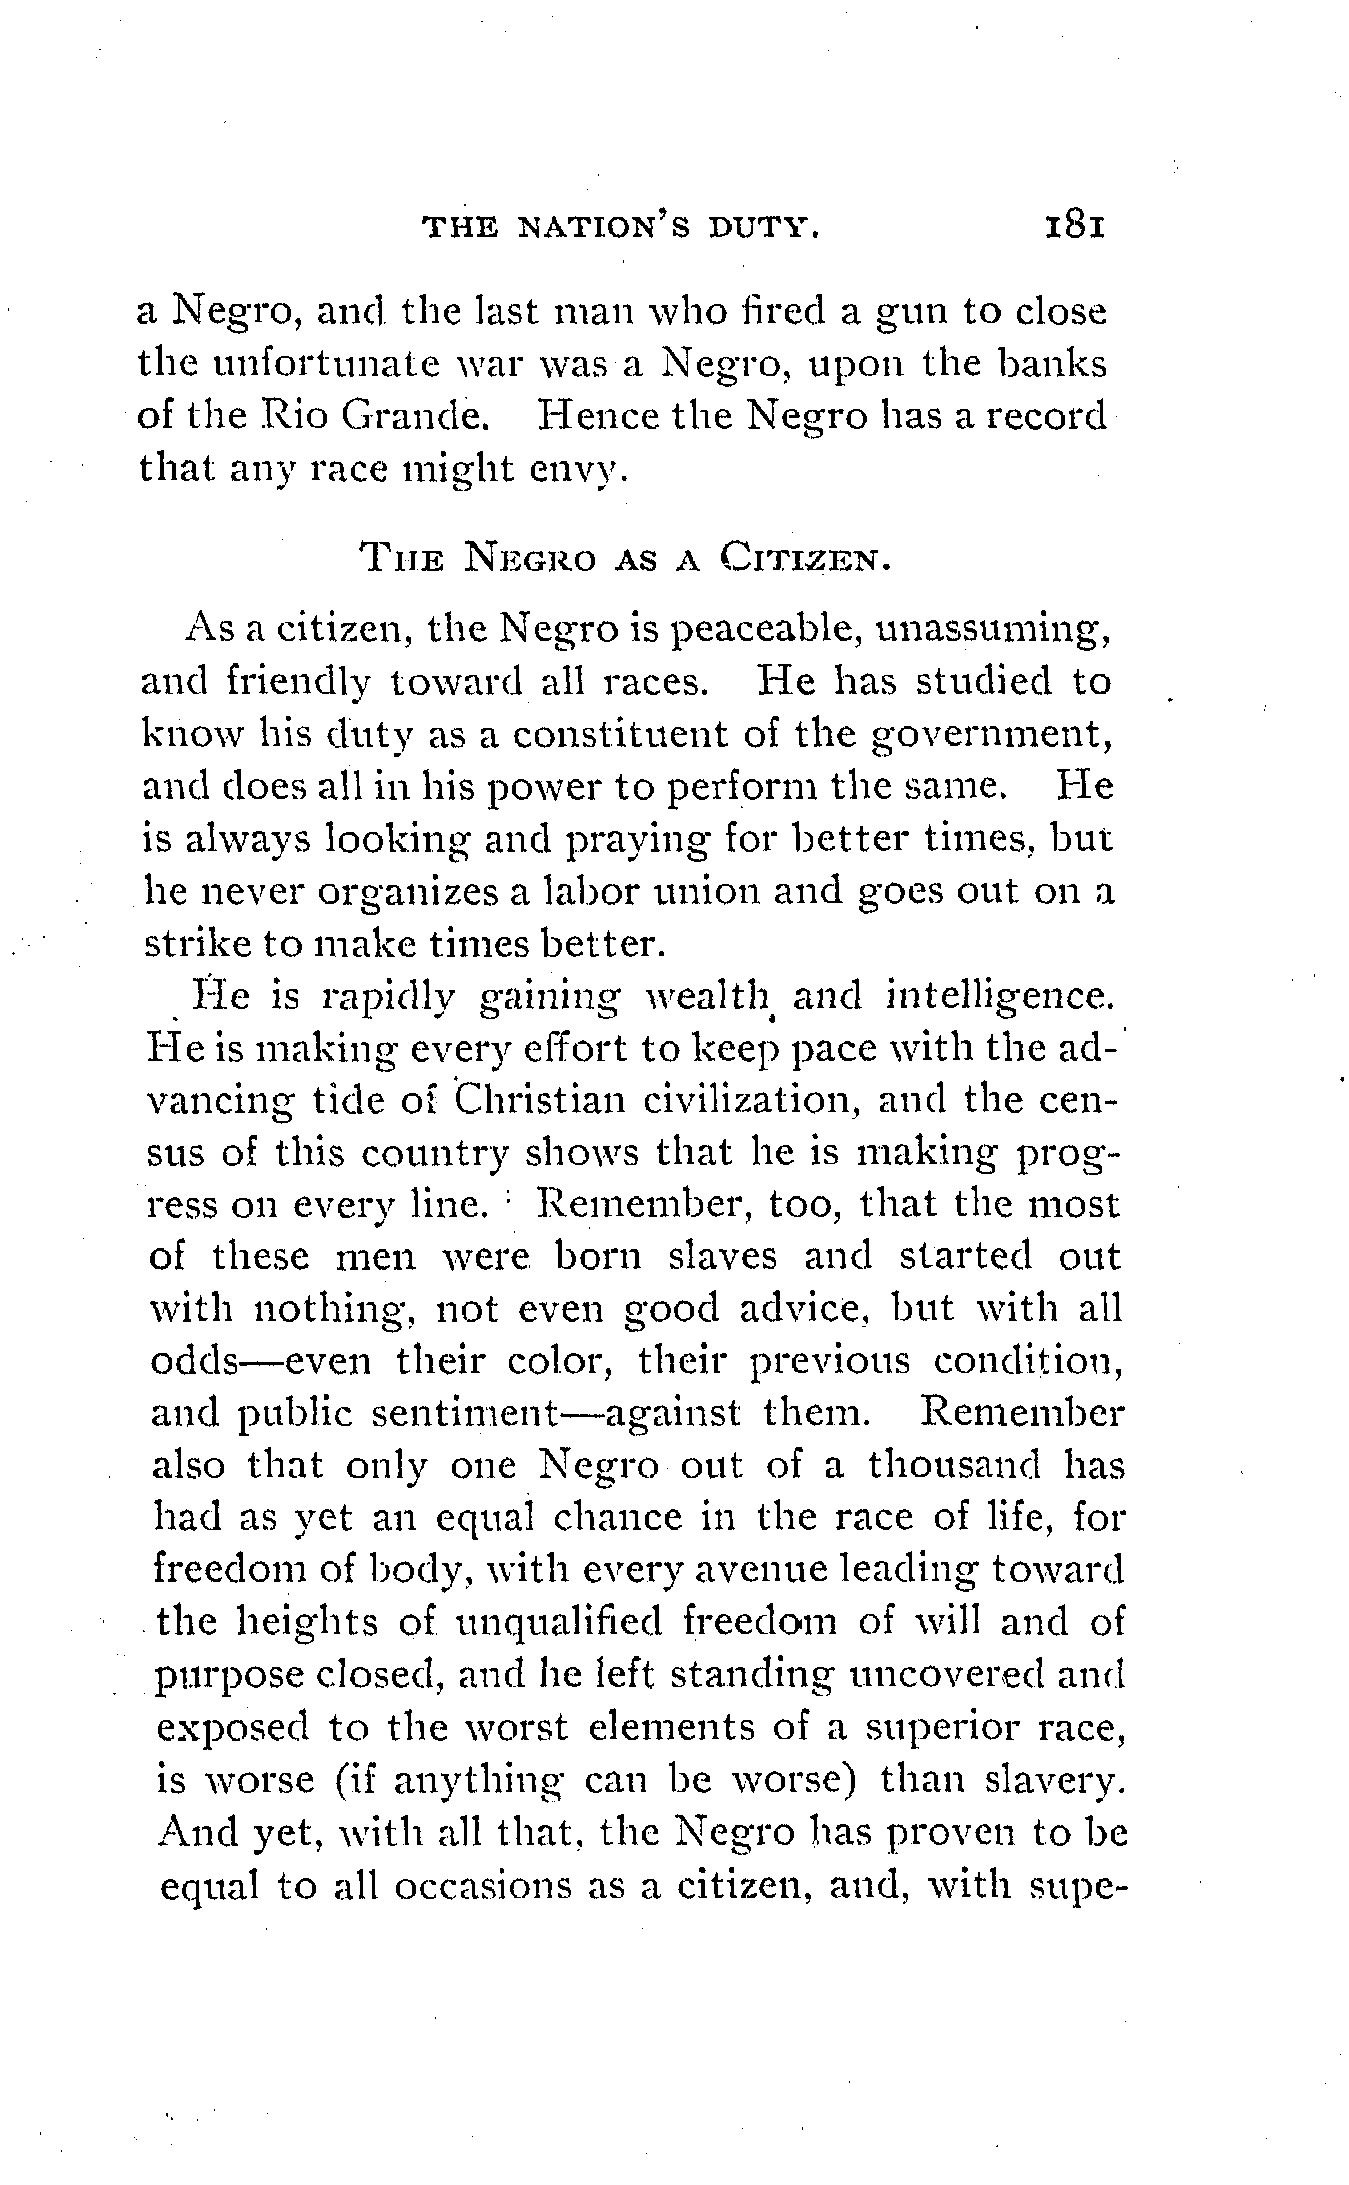 THE NATION'S DUTY. 181
a Negro, and the last man who fired a gun to close
the unfortunate war was a Negro, upon the banks
of the Rio Grande. Hence the Negro has a record
that any race might envy.
THE NEGRO AS A CITIZEN.
As a citizen, the Negro is peaceable, unassuming,
and friendly toward all races. He has studied to
know his duty as a constituent of the government,
and does all in his power to perform the same. He
is always looking and praying for better times, but
he never organizes a labor union and goes out on a
strike to make times better.
He is rapidly gaining wealth and intelligence.
He is making every effort to keep pace with the ad-
vancing tide of Christian civilization, and the cen-
sus of this country shows that he is making prog-
ress on every line. Remember, too, that the most
of these men were born slaves and started out
with nothing, not even good advice, but with all
odds—even their color, their previous condition,
and public sentiment—against them. Remember
also that only one Negro out of a thousand has
had as yet an equal chance in the race of life, for
freedom of body, with every avenue leading toward
the heights of unqualified freedom of will and of
purpose closed, and he left standing uncovered and
exposed to the worst elements of a superior race,
is worse (if anything can be worse) than slavery.
And yet, with all that, the Negro has proven to be
equal to all occasions as a citizen, and, with supe-